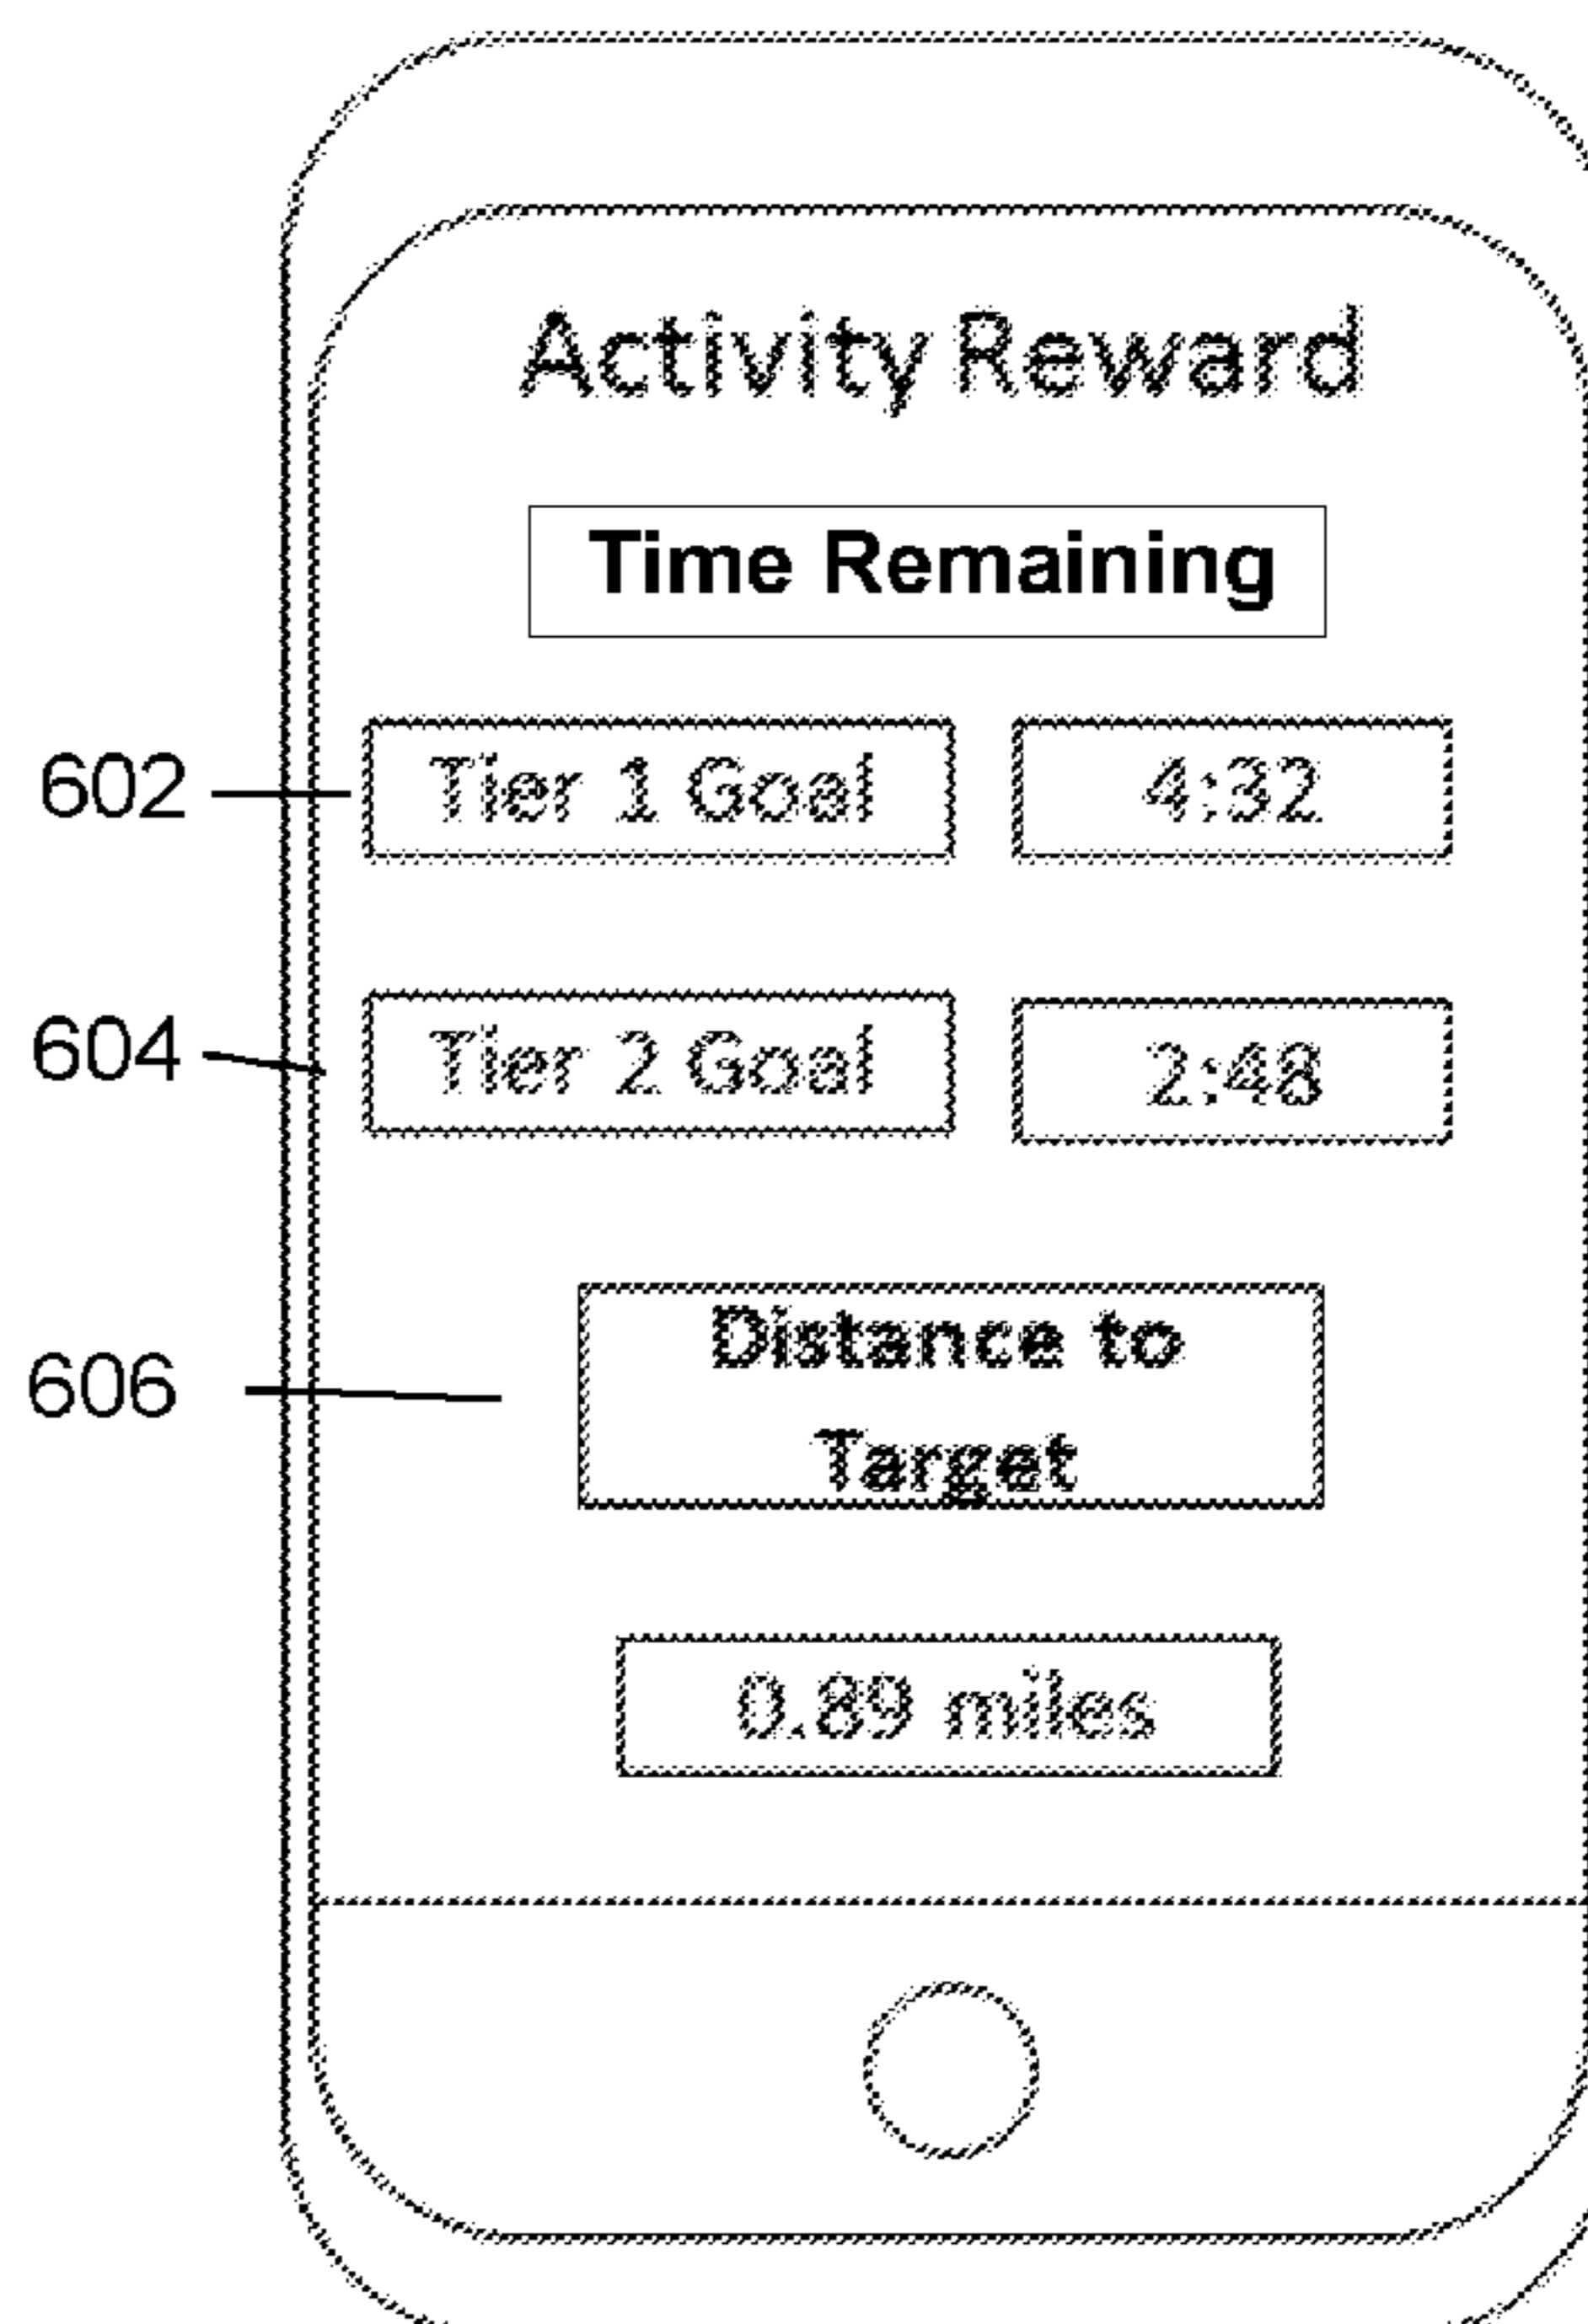 Activity Reward
Time Remaining
602 Tier 1 Goal 4:32
604 Tier 2 Goal 2:48
606 Distance to
Target
0.89 miles